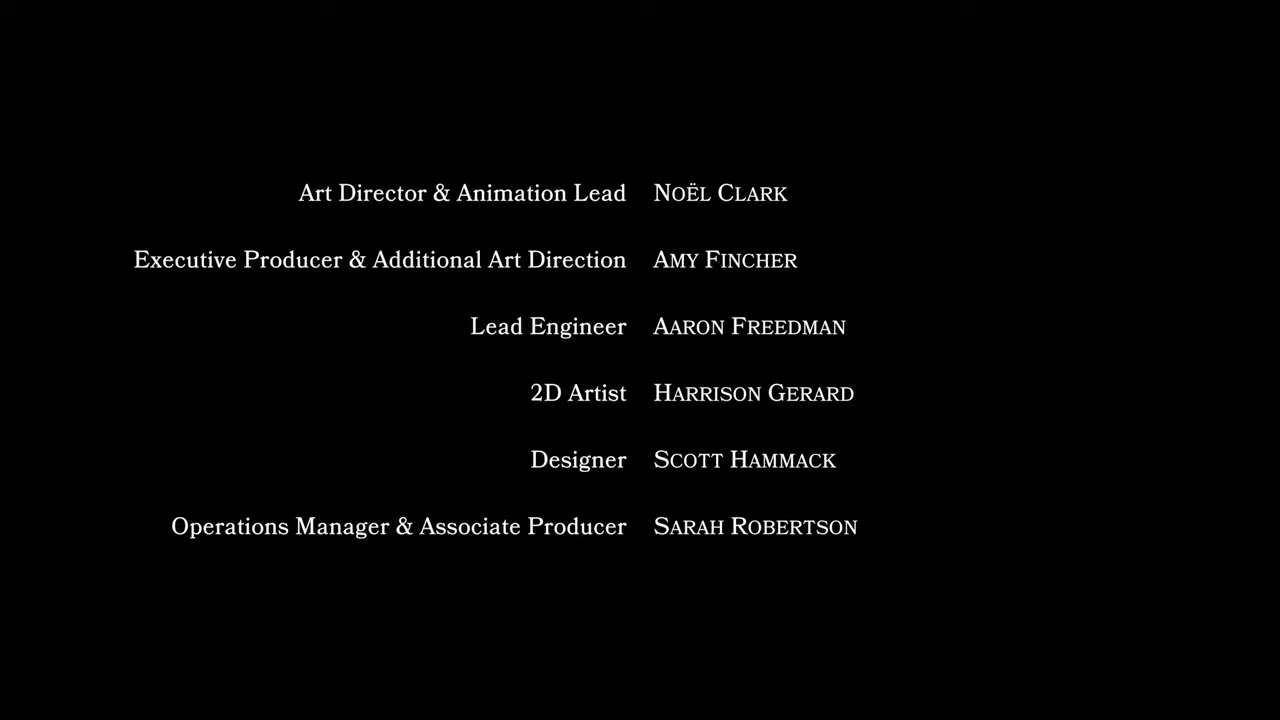 Art Director & Animation Lead NOËL CLARK
Executive Producer & Additional Art Direction AMY FINCHER
Lead Engineer AARON FREEDMAN
2D Artist HARRISON GERARD
Designer SCOTT HAMMACK
Operations Manager & Associate Producer SARAH ROBERTSON